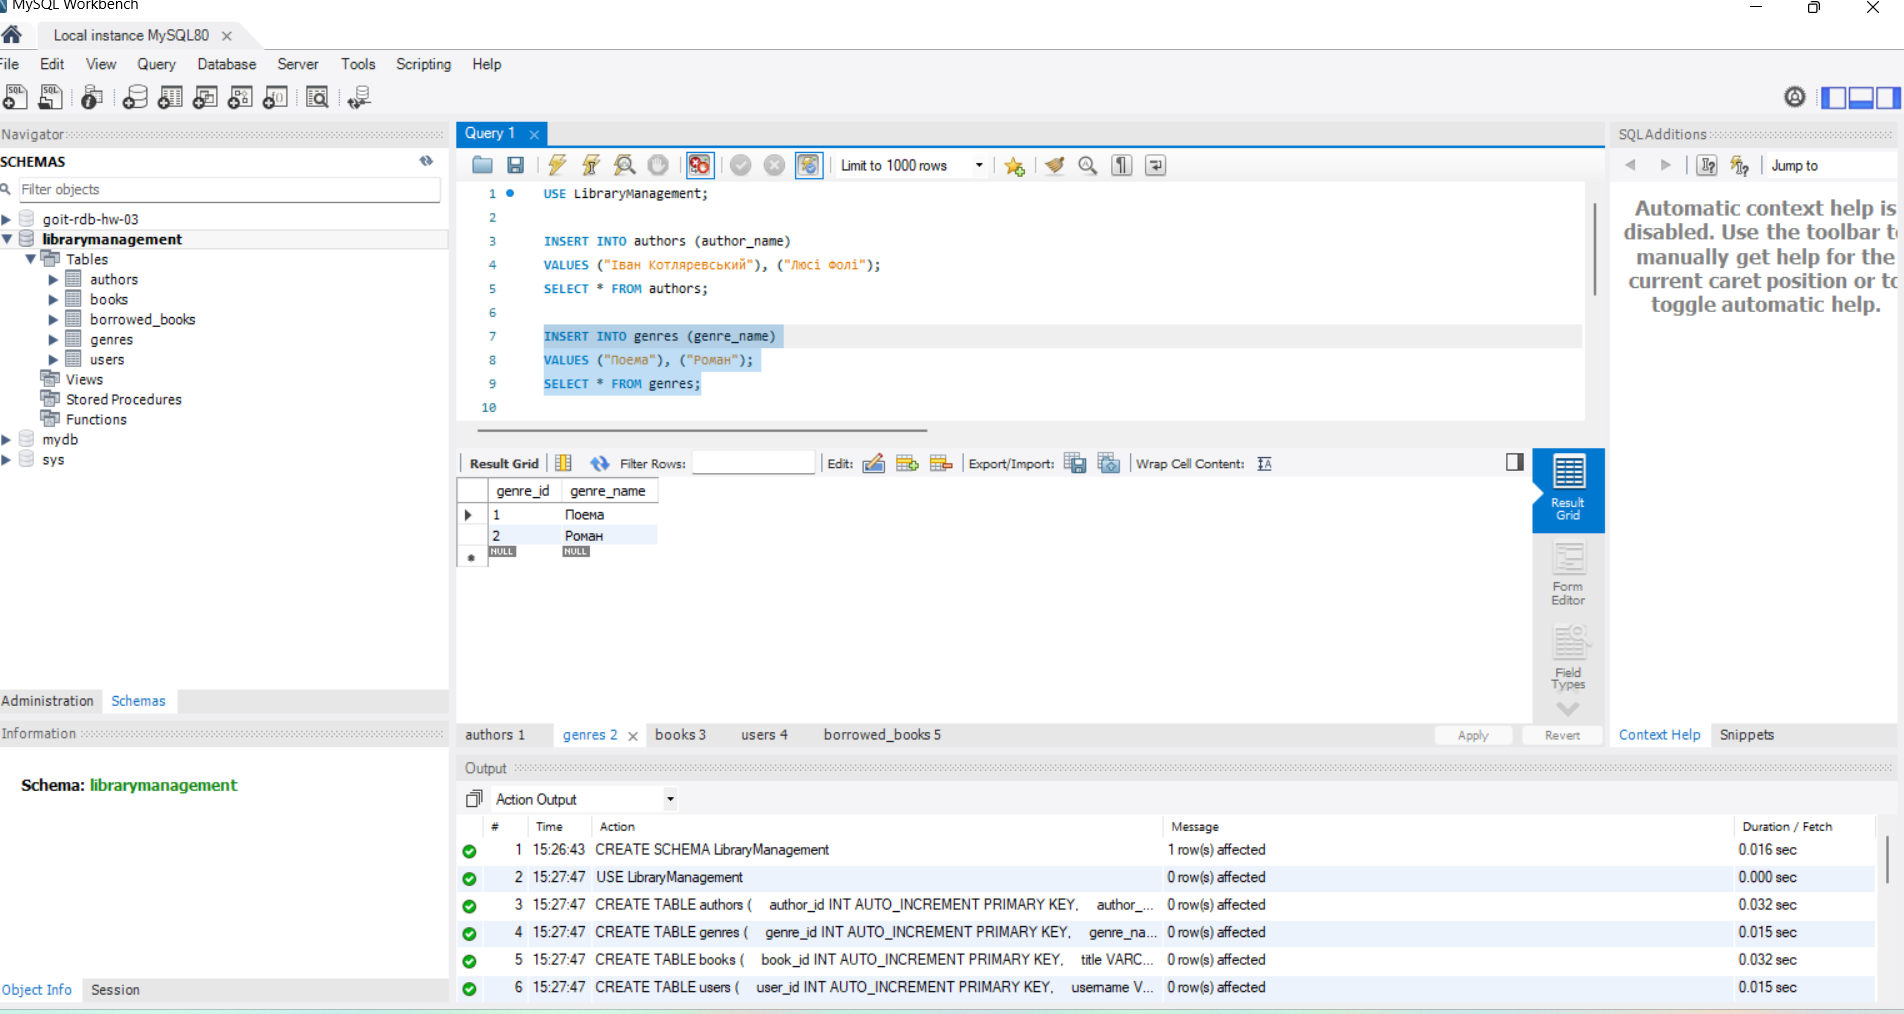 MySQL Workbench
Local instance MySQL80
File Edit View Query Database Server Tools Scripting Help
Navigator
SCHEMAS
Filter objects
goit-rdb-hw-03
librarymanagement
Tables
authors
books
borrowed_books
genres
users
Views
Stored Procedures
Functions
mydb
sys
Administration Schemas
Information
Schema: librarymanagement
Object Info Session
Query 1
Limit to 1000 rows
1 USE LibraryManagement;
2
3 INSERT INTO authors (author_name)
4 VALUES ("Іван Котляревський"), ("Люсі Фолі");
5 SELECT * FROM authors;
6
7 INSERT INTO genres (genre_name)
8 VALUES ("Поема"), ("Роман");
9 SELECT * FROM genres;
10
Result Grid Filter Rows: Edit: Export/Import: Wrap Cell Content:
genre_id genre_name
1 Поема
2 Роман
NULL NULL
Result Grid
Form Editor
Field Types
authors 1 genres 2 books 3 users 4 borrowed_books 5 Apply Revert
SQLAdditions
Jump to
Automatic context help is
disabled. Use the toolbar to
manually get help for the
current caret position or to
toggle automatic help.
Context Help Snippets
Output
Action Output
# Time Action Message Duration / Fetch
1 15:26:43 CREATE SCHEMA LibraryManagement 1 row(s) affected 0.016 sec
2 15:27:47 USE LibraryManagement 0 row(s) affected 0.000 sec
3 15:27:47 CREATE TABLE authors ( author_id INT AUTO_INCREMENT PRIMARY KEY, author_... 0 row(s) affected 0.032 sec
4 15:27:47 CREATE TABLE genres ( genre_id INT AUTO_INCREMENT PRIMARY KEY, genre_na... 0 row(s) affected 0.015 sec
5 15:27:47 CREATE TABLE books ( book_id INT AUTO_INCREMENT PRIMARY KEY, title VARC... 0 row(s) affected 0.032 sec
6 15:27:47 CREATE TABLE users ( user_id INT AUTO_INCREMENT PRIMARY KEY, username V... 0 row(s) affected 0.015 sec